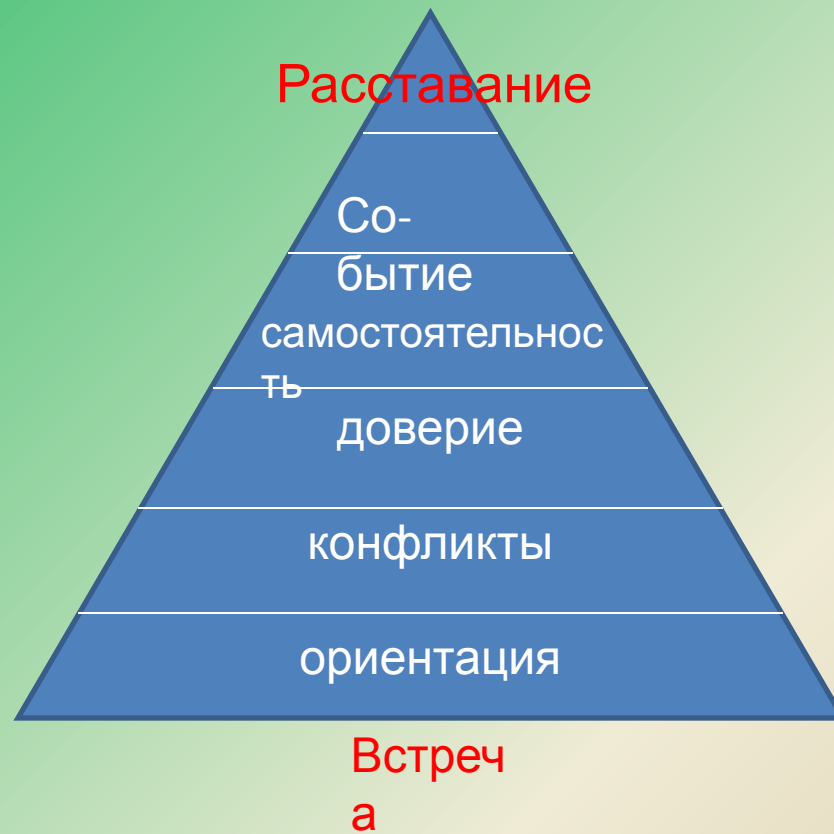 Расставание
Со-
бытие
самостоятельнос
ть
доверие
конфликты
ориентация
Встреч
а